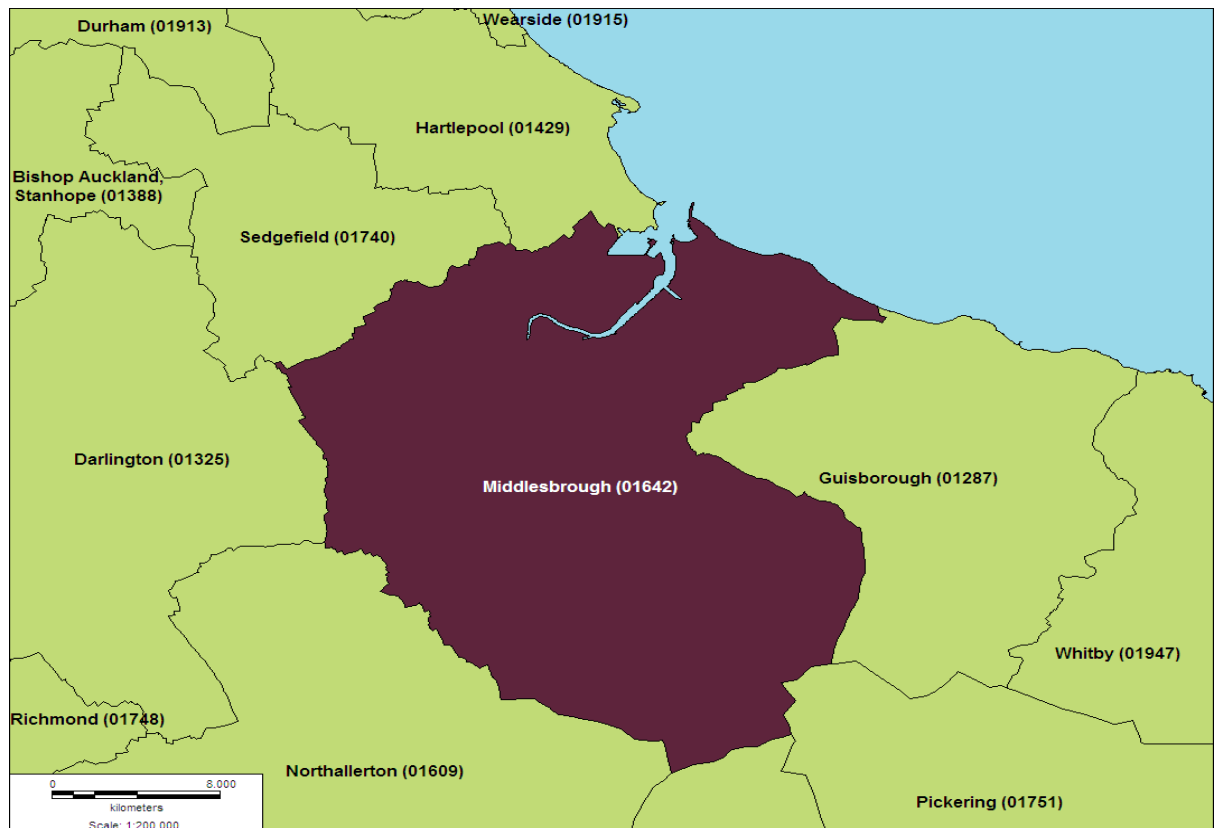 Durham (01913)
Wearside (01915)
Hartlepool (01429)
Bishop Auckland,
Stanhope (01388)
Sedgefield (01740)
Darlington (01325)
Middlesbrough (01642)
Guisborough (01287)
Whitby (01947)
Richmond (01748)
Northallerton (01609)
Pickering (01751)
0 8.000
kilometers
Scale: 1:200,000